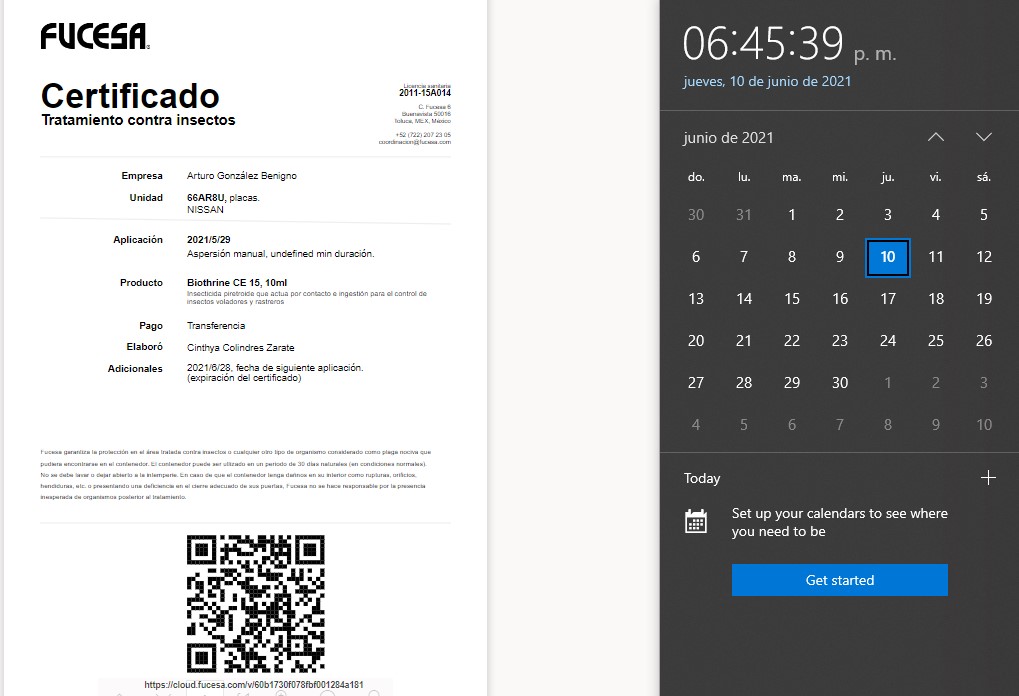 FUCESA
Certificado
Tratamiento contra insectos
Licencia sanitaria
2011-15A014
C. Fucesa 6
Buenavista 50016
Toluca, MEX, México
+52 (722) 207 23 05
coordinacion@fucesa.com
Empresa Arturo González Benigno
Unidad 66AR8U, placas.
NISSAN
Aplicación 2021/5/29
Aspersión manual, undefined min duración.
Producto Biothrine CE 15, 10ml
Insecticida piretroide que actua por contacto e ingestión para el control de
insectos voladores y rastreros
Pago Transferencia
Elaboró Cinthya Colindres Zarate
Adicionales 2021/6/28, fecha de siguiente aplicación.
(expiración del certificado)
Fucesa garantiza la protección en el área tratada contra insectos o cualquier otro tipo de organismo considerado como plaga nociva que
pudiera encontrarse en el contenedor. El contenedor puede ser utlizado en un periodo de 30 días naturales (en condiciones normales).
No se debe lavar o dejar abierto a la intemperie. En caso de que el contenedor tenga dañnos en su interior como rupturas, orificios,
hendiduras, etc. o presentando una deficiencia en el cierre adecuado de sus puertas, Fucesa no se hace responsable por la presencia
inesperada de organismos posterior al tratamiento.
https://cloud.fucesa.com/v/60b1730f078fbf001284a181
06:45:39 p. m.
jueves, 10 de junio de 2021
junio de 2021
do. lu. ma. mi. ju. vi. sá.
30 31 1 2 3 4 5
6 7 8 9 10 11 12
13 14 15 16 17 18 19
20 21 22 23 24 25 26
27 28 29 30 1 2 3
4 5 6 7 8 9 10
Today
Set up your calendars to see where
you need to be
Get started